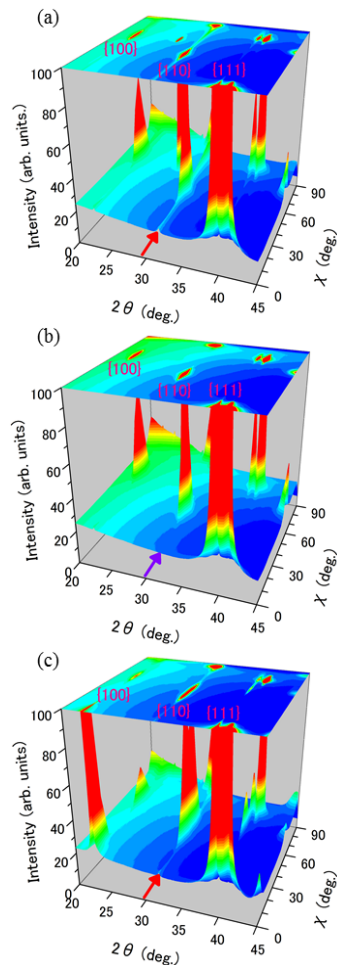 (a)
{100}
{110} {111}
100
80
60
40
20
0
Intensity (arb. units.)
20 25 30 35 40 45
2θ (deg.)
0 30 60 90
χ (deg.)
(b)
{100}
{110} {111}
100
80
60
40
20
0
Intensity (arb. units)
20 25 30 35 40 45
2θ (deg.)
0 30 60 90
χ (deg.)
(c)
{100}
{110} {111}
100
80
60
40
20
0
Intensity (arb. units)
20 25 30 35 40 45
2θ (deg.)
0 30 60 90
χ (deg.)